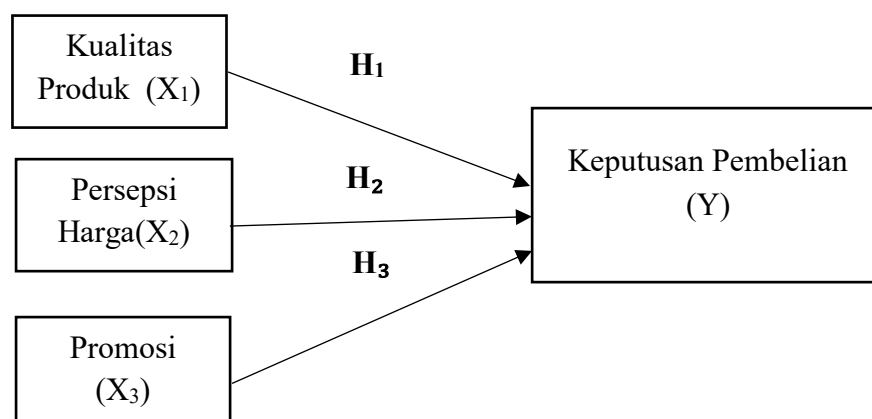 Kualitas
Produk (X₁)
H₁
Persepsi
Harga(X₂)
H₂
Keputusan Pembelian
(Y)
H₃
Promosi
(X₃)